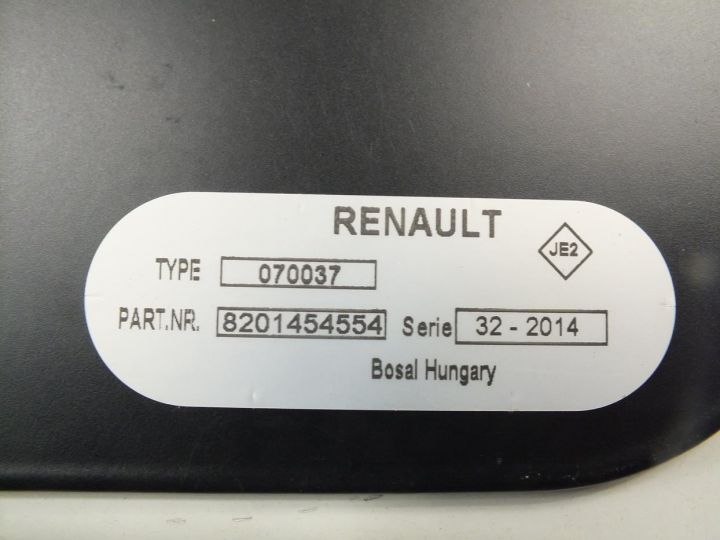 RENAULT
JE2
TYPE 070037
PART.NR. 8201454554 Serie 32 - 2014
Bosal Hungary